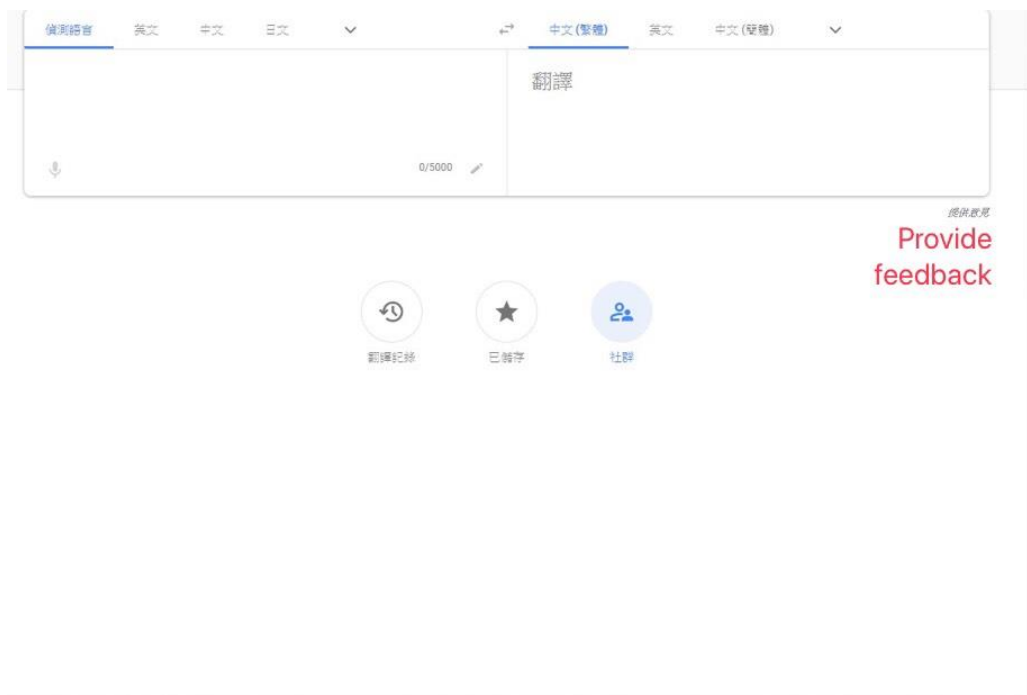 偵測語言 英文 中文 日文 中文(繁體) 英文 中文(簡體)
翻譯
0/5000
提供意見
Provide
feedback
翻譯記錄 已儲存 社群